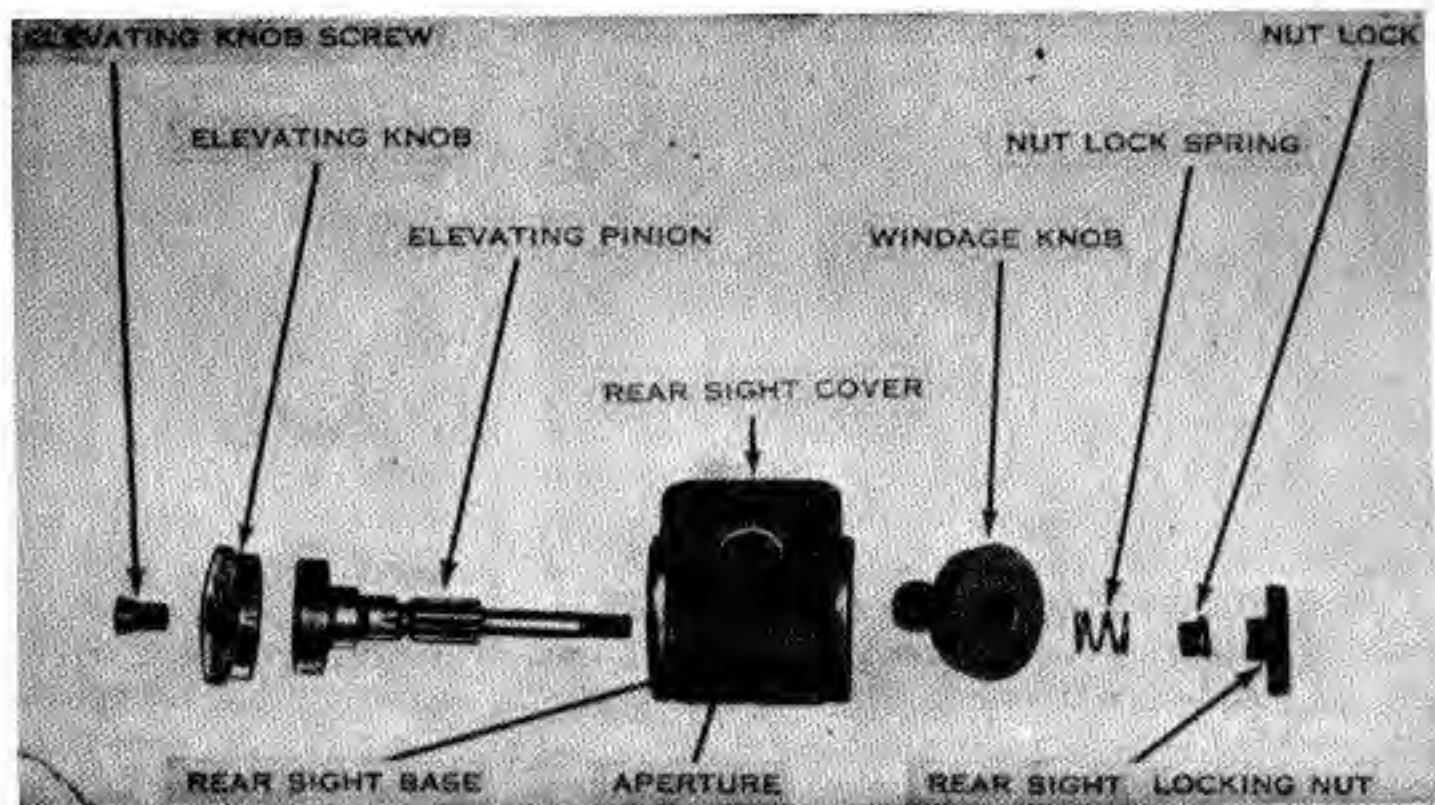 ELEVATING KNOB SCREW
NUT LOCK
ELEVATING KNOB
NUT LOCK SPRING
ELEVATING PINION
WINDAGE KNOB
REAR SIGHT COVER
REAR SIGHT BASE
APERTURE
REAR SIGHT LOCKING NUT